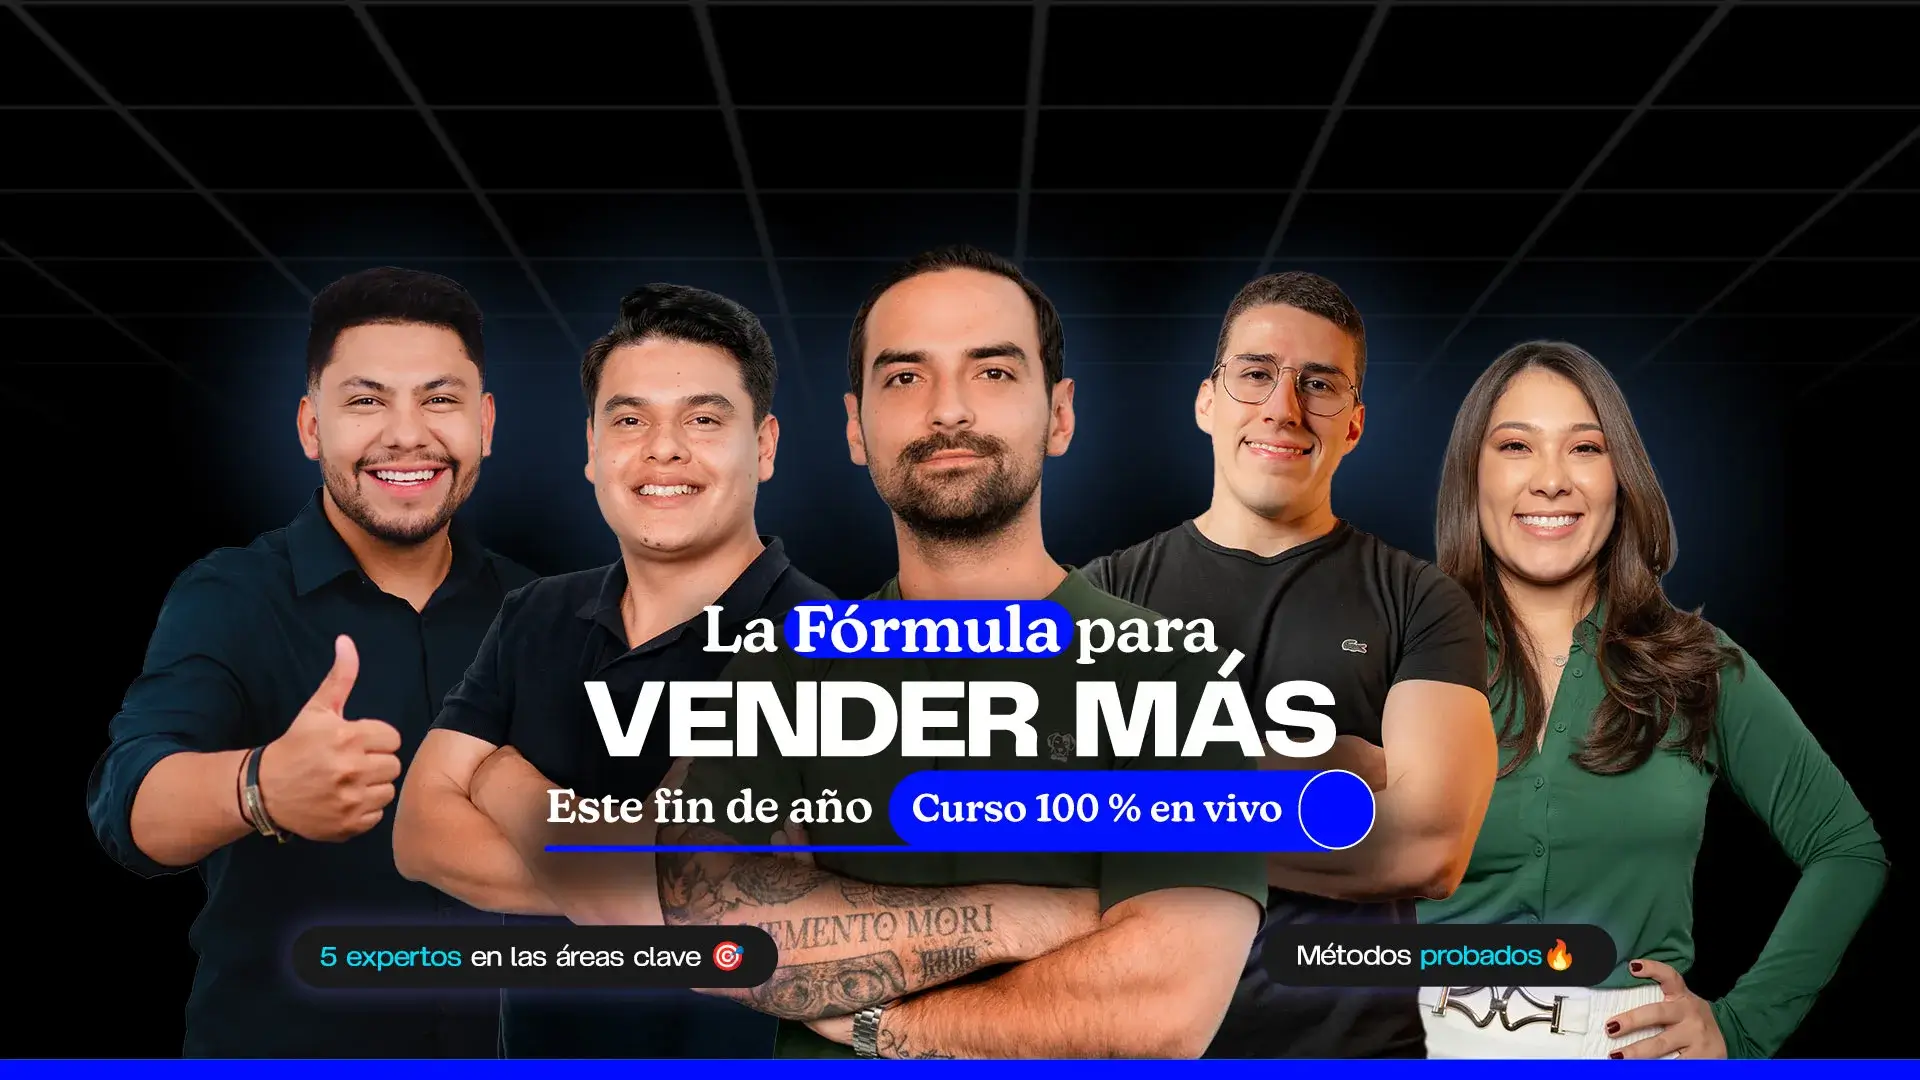 La Fórmula para
VENDER MÁS
Este fin de año
Curso 100 % en vivo
MEMENTO MORI
5 expertos en las áreas clave 🎯
Métodos probados🔥